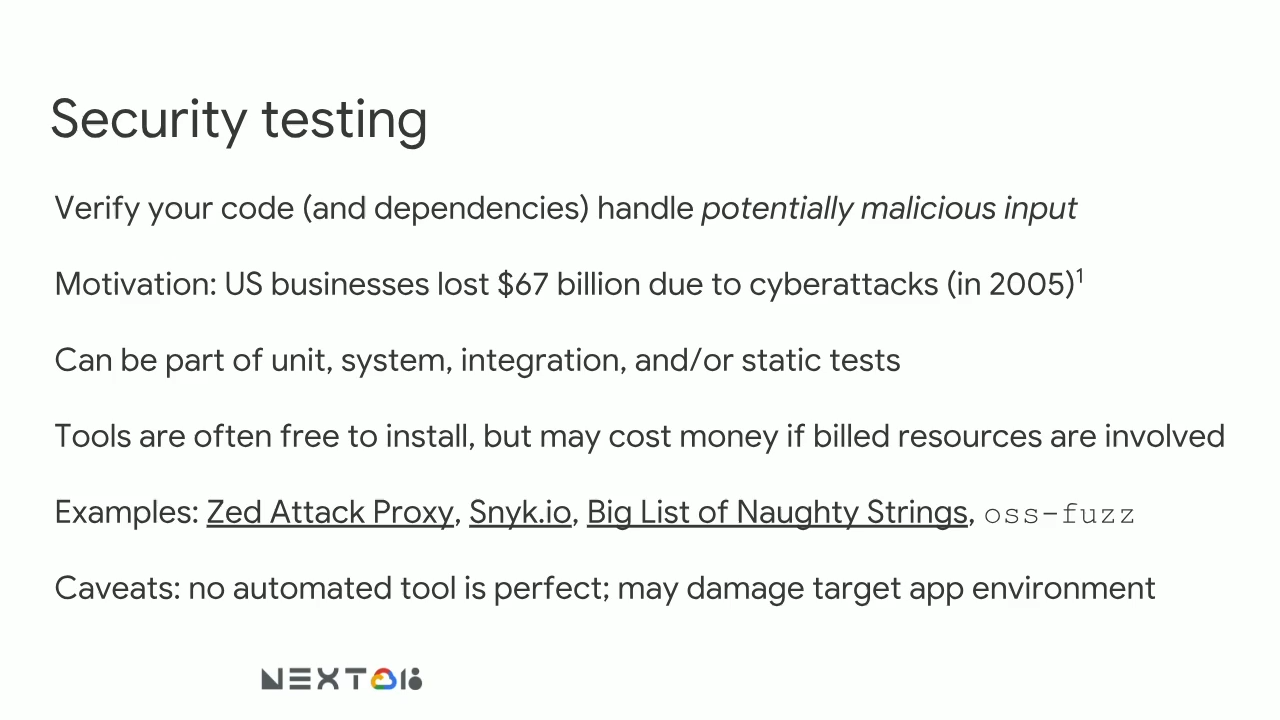 Security testing
Verify your code (and dependencies) handle potentially malicious input
Motivation: US businesses lost $67 billion due to cyberattacks (in 2005)¹
Can be part of unit, system, integration, and/or static tests
Tools are often free to install, but may cost money if billed resources are involved
Examples: Zed Attack Proxy, Snyk.io, Big List of Naughty Strings, oss-fuzz
Caveats: no automated tool is perfect; may damage target app environment
NEXT 18